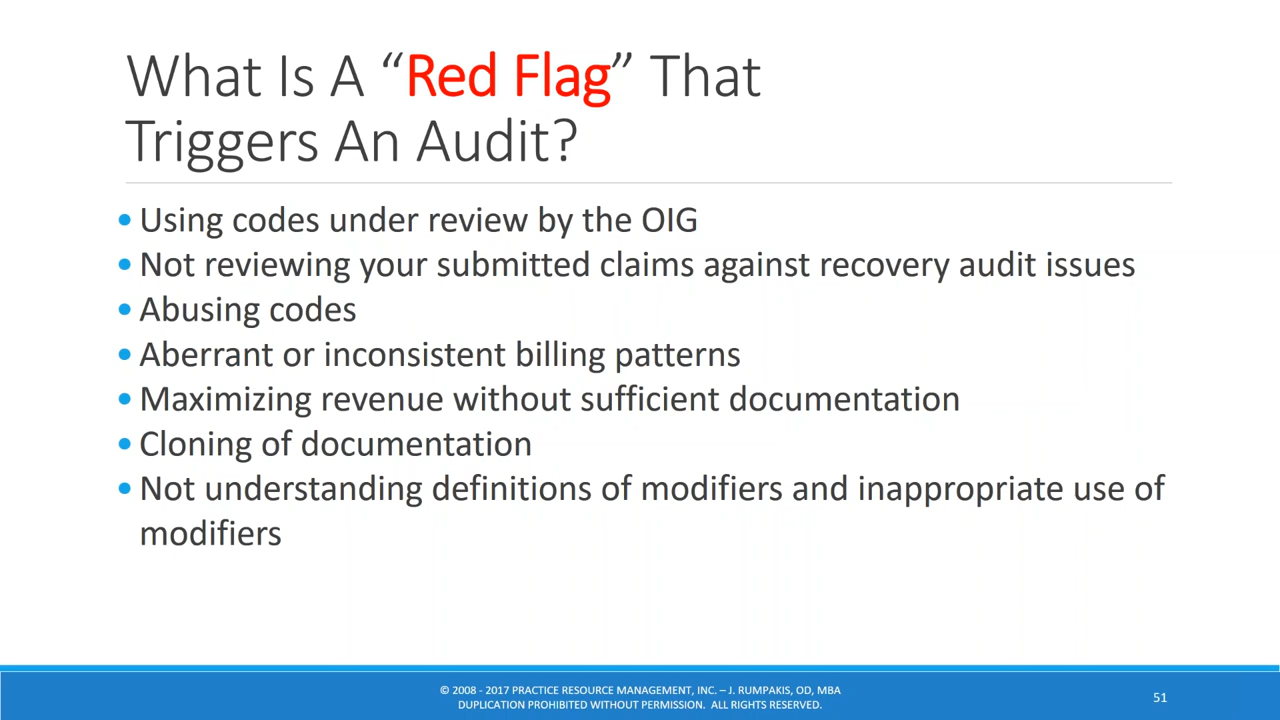 What Is A “Red Flag” That
Triggers An Audit?
• Using codes under review by the OIG
• Not reviewing your submitted claims against recovery audit issues
• Abusing codes
• Aberrant or inconsistent billing patterns
• Maximizing revenue without sufficient documentation
• Cloning of documentation
• Not understanding definitions of modifiers and inappropriate use of
modifiers
© 2008 - 2017 PRACTICE RESOURCE MANAGEMENT, INC. – J. RUMPAKIS, OD, MBA
DUPLICATION PROHIBITED WITHOUT PERMISSION. ALL RIGHTS RESERVED.
51